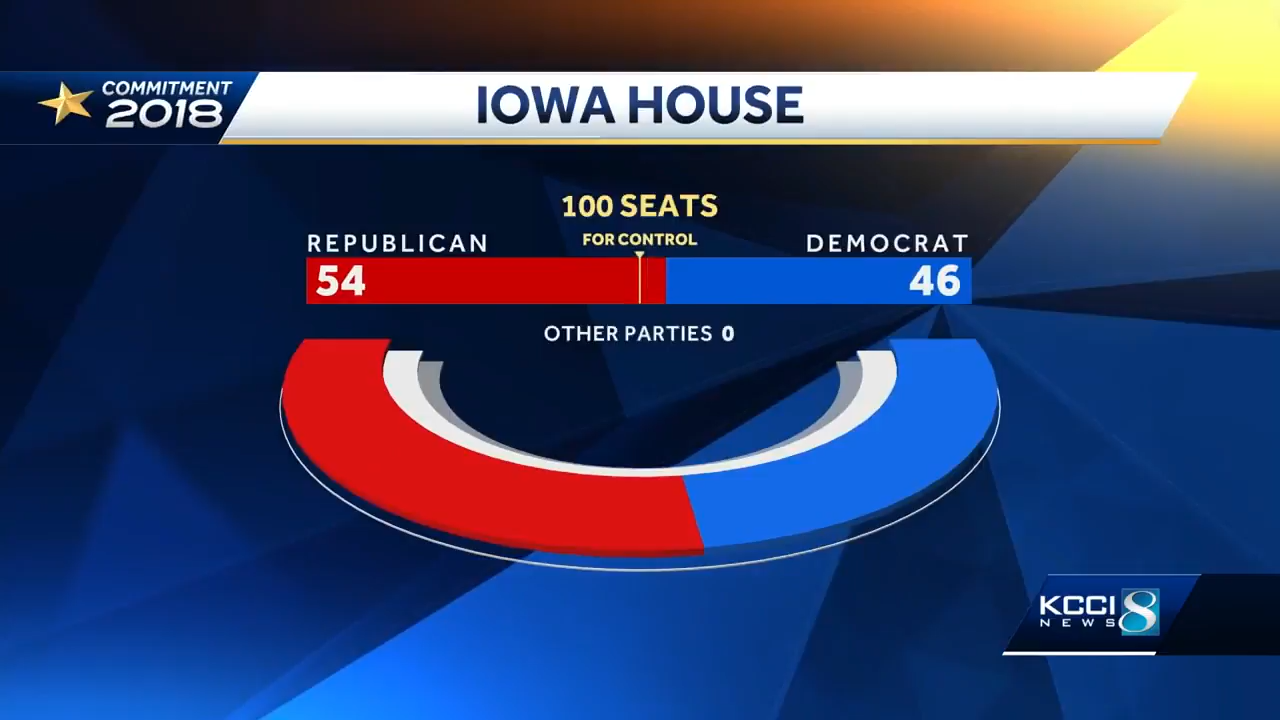 COMMITMENT
2018
IOWA HOUSE
100 SEATS
FOR CONTROL
REPUBLICAN
DEMOCRAT
54
46
OTHER PARTIES 0
KCCI 8
NEWS